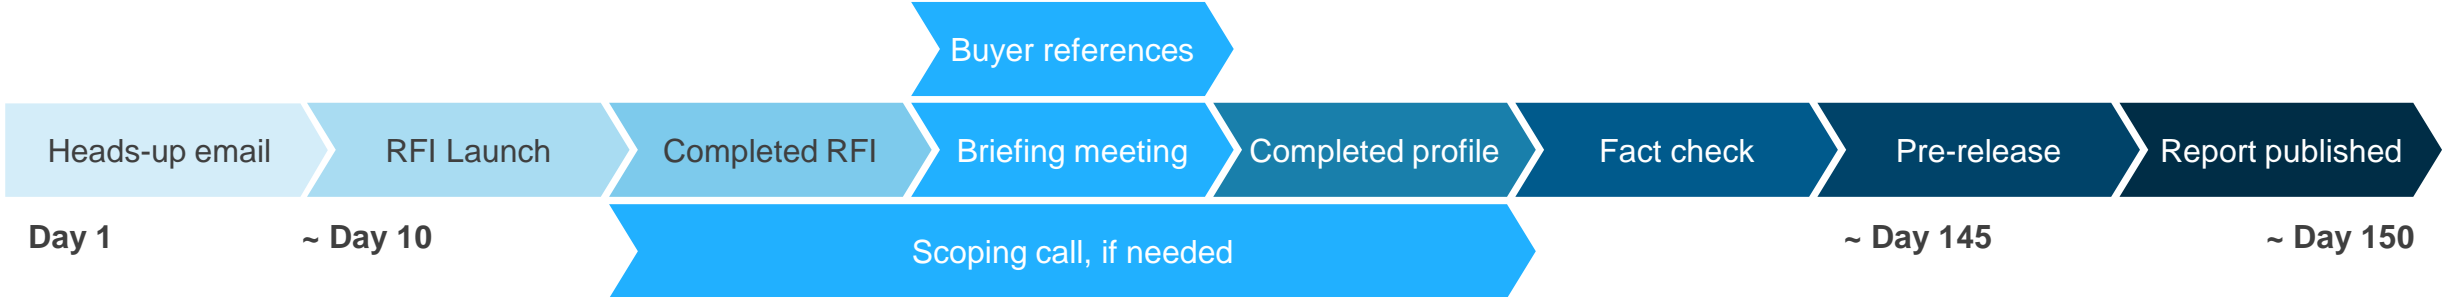 Buyer references
Heads-up email
RFI Launch
Completed RFI
Briefing meeting
Completed profile
Fact check
Pre-release
Report published
Day 1
~ Day 10
Scoping call, if needed
~ Day 145
~ Day 150